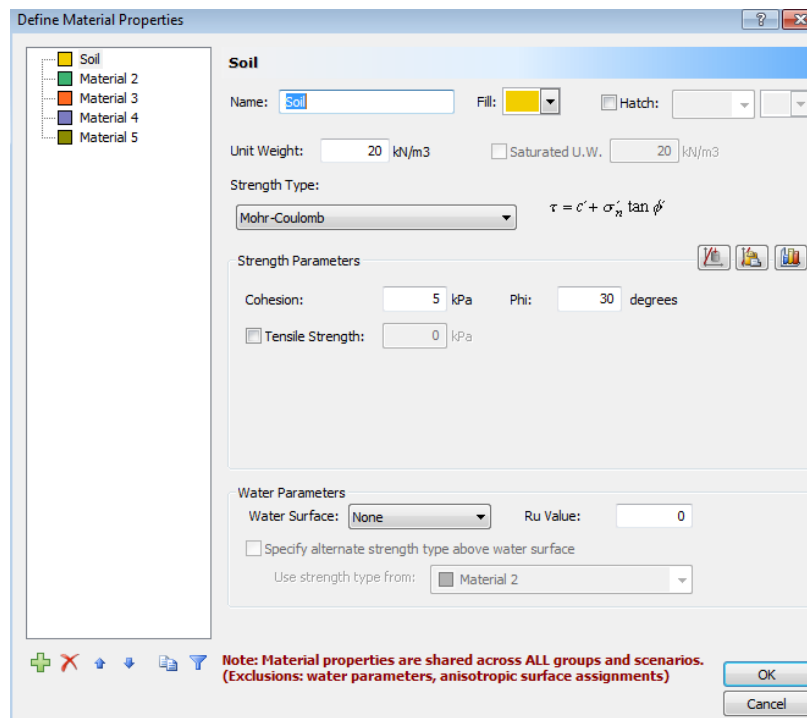 Define Material Properties
?
Soil
Material 2
Material 3
Material 4
Material 5
Soil
Name: Soil Fill: Hatch:
Unit Weight: 20 kN/m3 Saturated U.W. 20 kN/m3
Strength Type:
Mohr-Coulomb τ = c′ + σ′n tan ϕ′
Strength Parameters
Cohesion: 5 kPa Phi: 30 degrees
Tensile Strength: 0 kPa
Water Parameters
Water Surface: None Ru Value: 0
Specify alternate strength type above water surface
Use strength type from: Material 2
Note: Material properties are shared across ALL groups and scenarios.
(Exclusions: water parameters, anisotropic surface assignments)
OK
Cancel